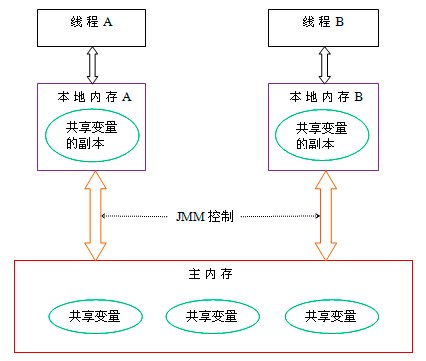 线程 A
线程 B
本地内存 A
本地内存 B
共享变量
的副本
共享变量
的副本
JMM 控制
主内存
共享变量
共享变量
共享变量